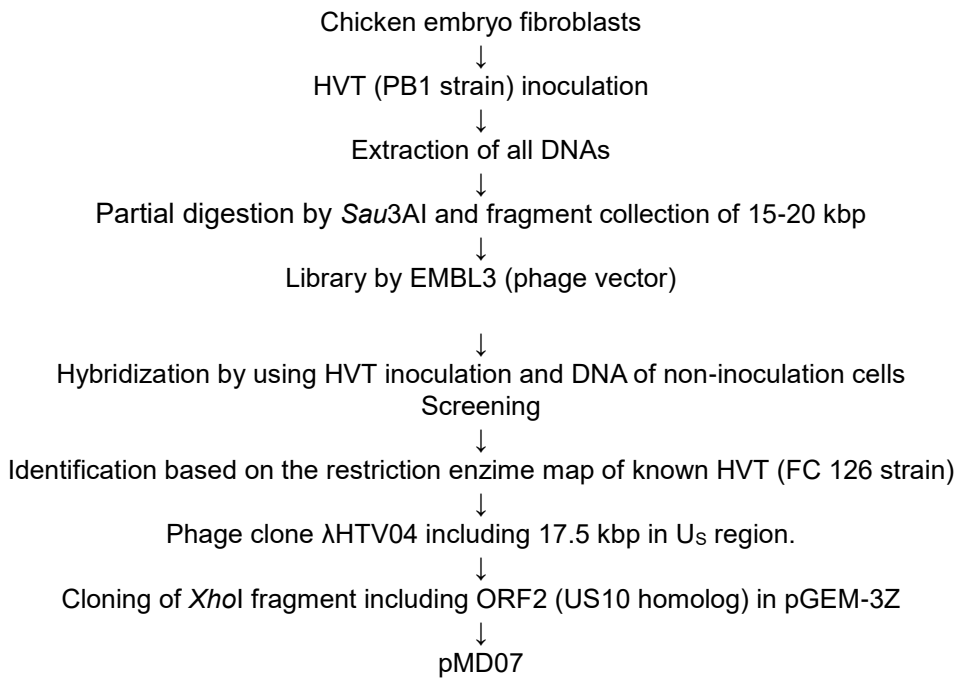 Chicken embryo fibroblasts
↓
HVT (PB1 strain) inoculation
↓
Extraction of all DNAs
↓
Partial digestion by Sau3AI and fragment collection of 15-20 kbp
↓
Library by EMBL3 (phage vector)
↓
Hybridization by using HVT inoculation and DNA of non-inoculation cells
Screening
↓
Identification based on the restriction enzime map of known HVT (FC 126 strain)
↓
Phage clone λHTV04 including 17.5 kbp in US region.
↓
Cloning of XhoI fragment including ORF2 (US10 homolog) in pGEM-3Z
↓
pMD07